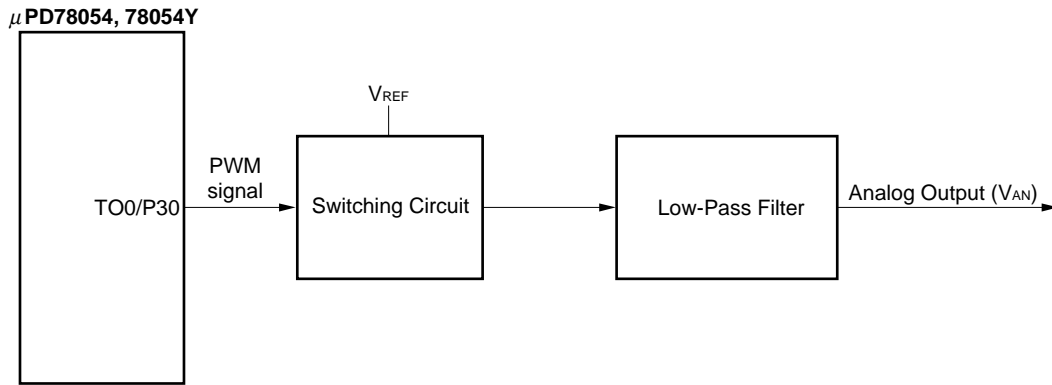 μPD78054, 78054Y
VREF
PWM
signal
TO0/P30
Switching Circuit
Low-Pass Filter
Analog Output (VAN)